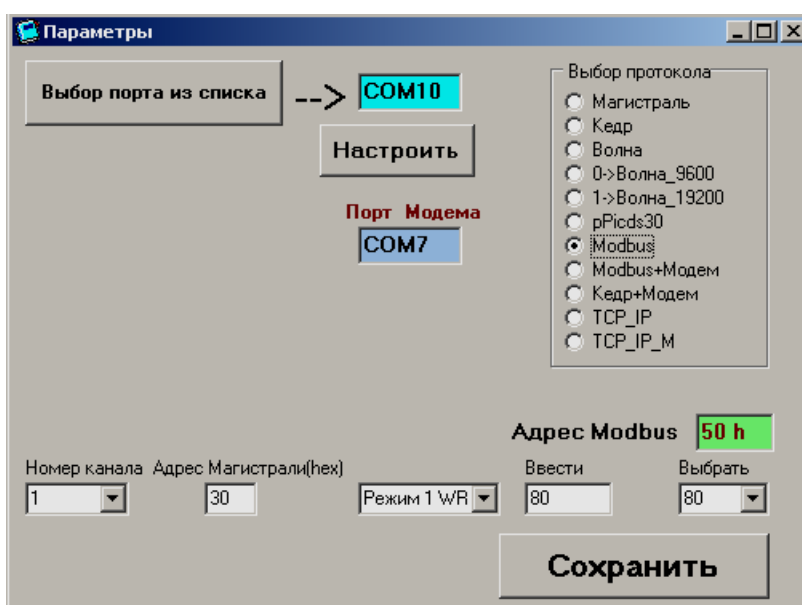 Параметры
Выбор порта из списка
-->
COM10
Настроить
Порт Модема
COM7
Выбор протокола
Магистраль
Кедр
Волна
0->Волна_9600
1->Волна_19200
pPicds30
Modbus
Modbus+Модем
Кедр+Модем
TCP_IP
TCP_IP_M
Адрес Modbus 50 h
Номер канала Адрес Магистрали(hex) Ввести Выбрать
1 30 Режим 1 WR 80 80
Сохранить